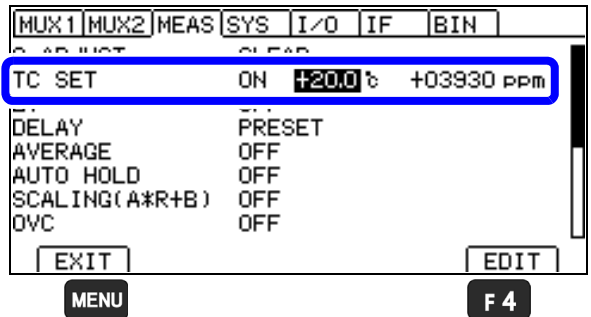 MUX1 MUX2 MEAS SYS I/O IF BIN
TC SET ON +20.0 ℃ +03930 ppm
DELAY PRESET
AVERAGE OFF
AUTO HOLD OFF
SCALING(A*R+B) OFF
OVC OFF
EXIT EDIT
MENU F4